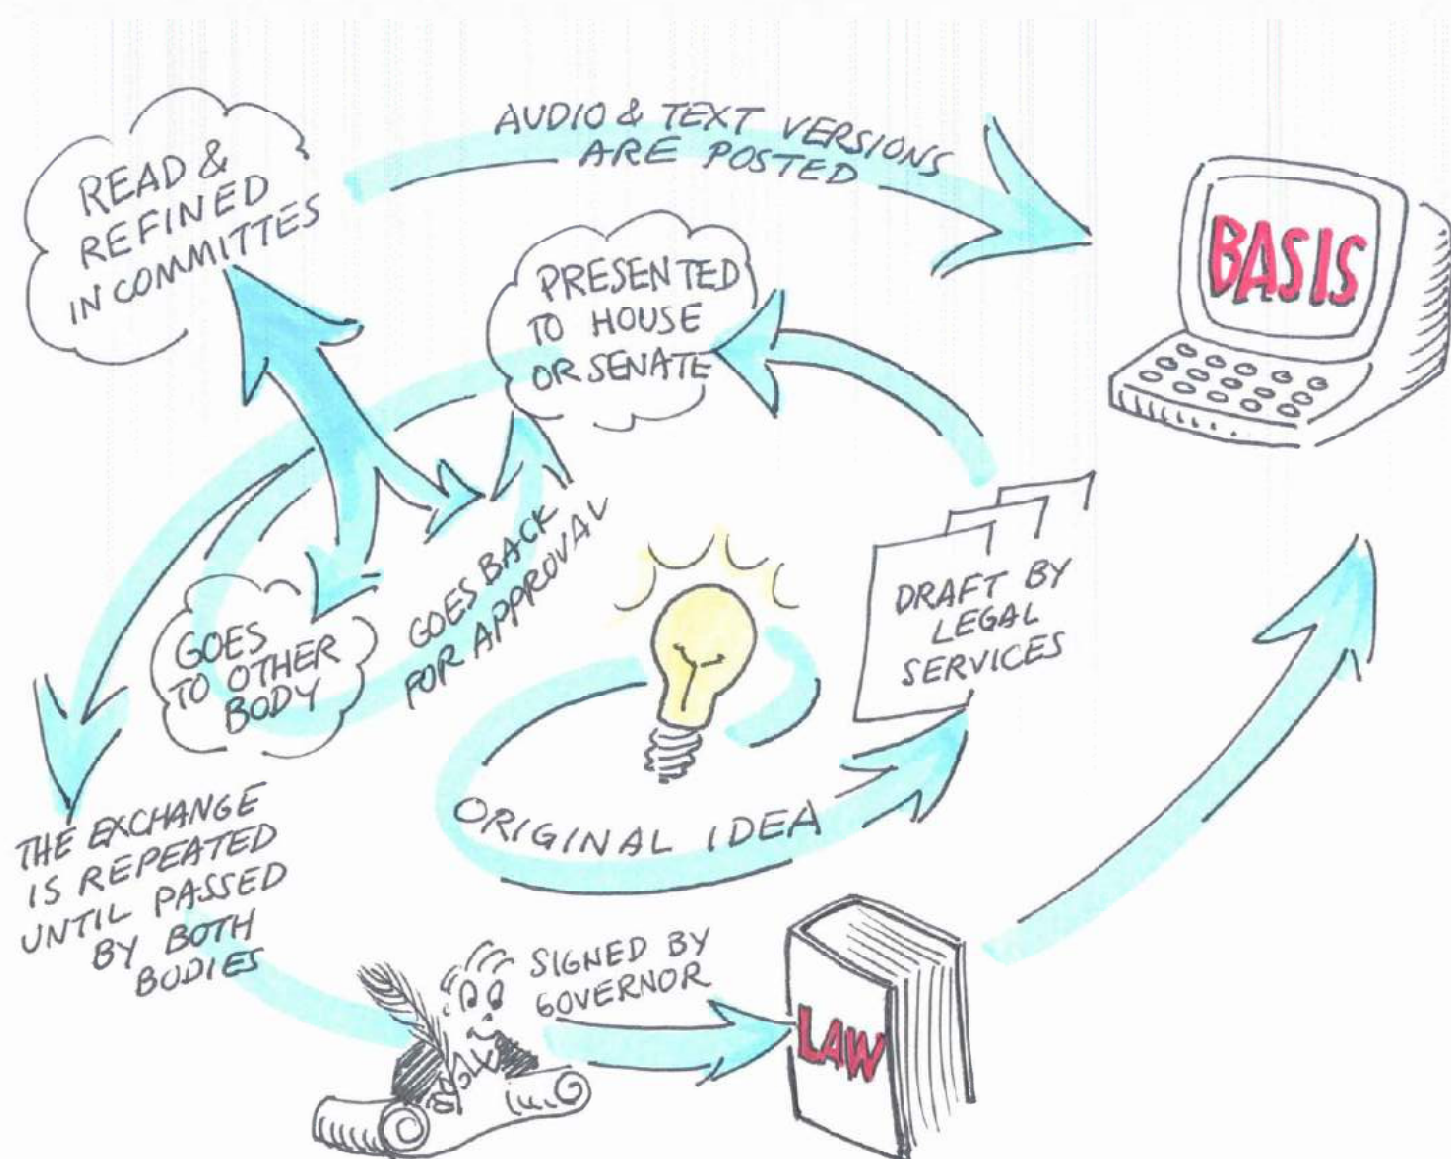 AUDIO & TEXT VERSIONS
ARE POSTED
READ &
REFINED
IN COMMITTES
BASIS
PRESENTED
TO HOUSE
OR SENATE
DRAFT BY
LEGAL
SERVICES
GOES BACK
FOR APPROVAL
GOES
TO OTHER
BODY
ORIGINAL IDEA
THE EXCHANGE
IS REPEATED
UNTIL PASSED
BY BOTH
BODIES
SIGNED BY
GOVERNOR
LAW